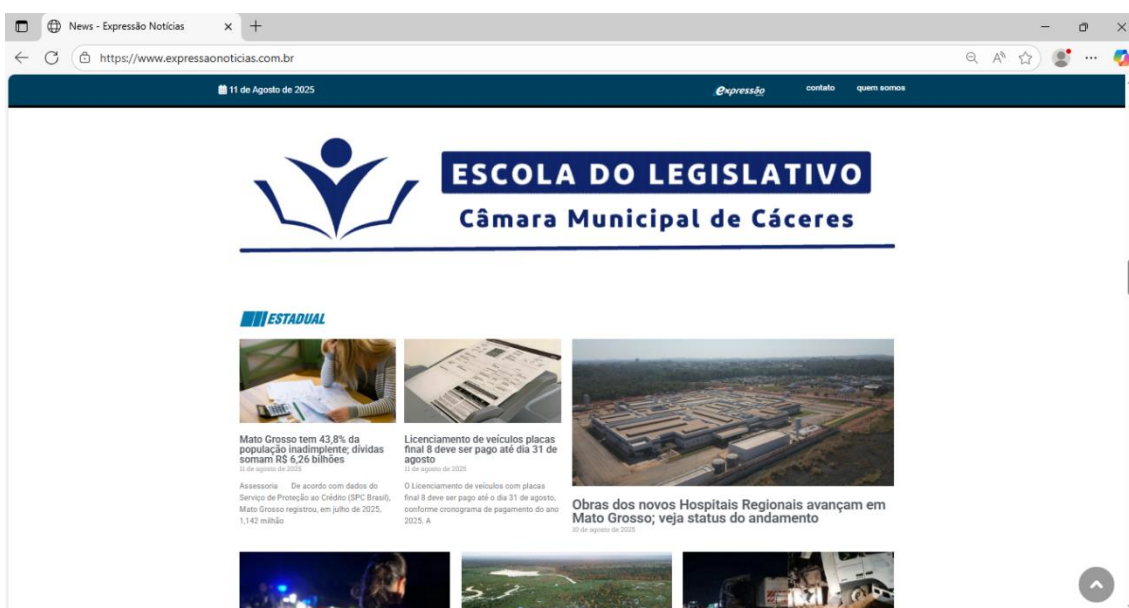 News - Expressão Notícias
https://www.expressaonoticias.com.br
11 de Agosto de 2025
expressão
contato
quem somos
ESCOLA DO LEGISLATIVO
Câmara Municipal de Cáceres
ESTADUAL
Mato Grosso tem 43,8% da
população inadimplente; dívidas
somam R$ 6,26 bilhões
11 de agosto de 2025
Assessoria De acordo com dados do
Serviço de Proteção ao Crédito (SPC Brasil),
Mato Grosso registrou, em julho de 2025,
1,142 milhão
Licenciamento de veículos placas
final 8 deve ser pago até dia 31 de
agosto
11 de agosto de 2025
O Licenciamento de veículos com placas
final 8 deve ser pago até o dia 31 de agosto,
conforme cronograma de pagamento do ano
2025. A
Obras dos novos Hospitais Regionais avançam em
Mato Grosso; veja status do andamento
10 de agosto de 2025